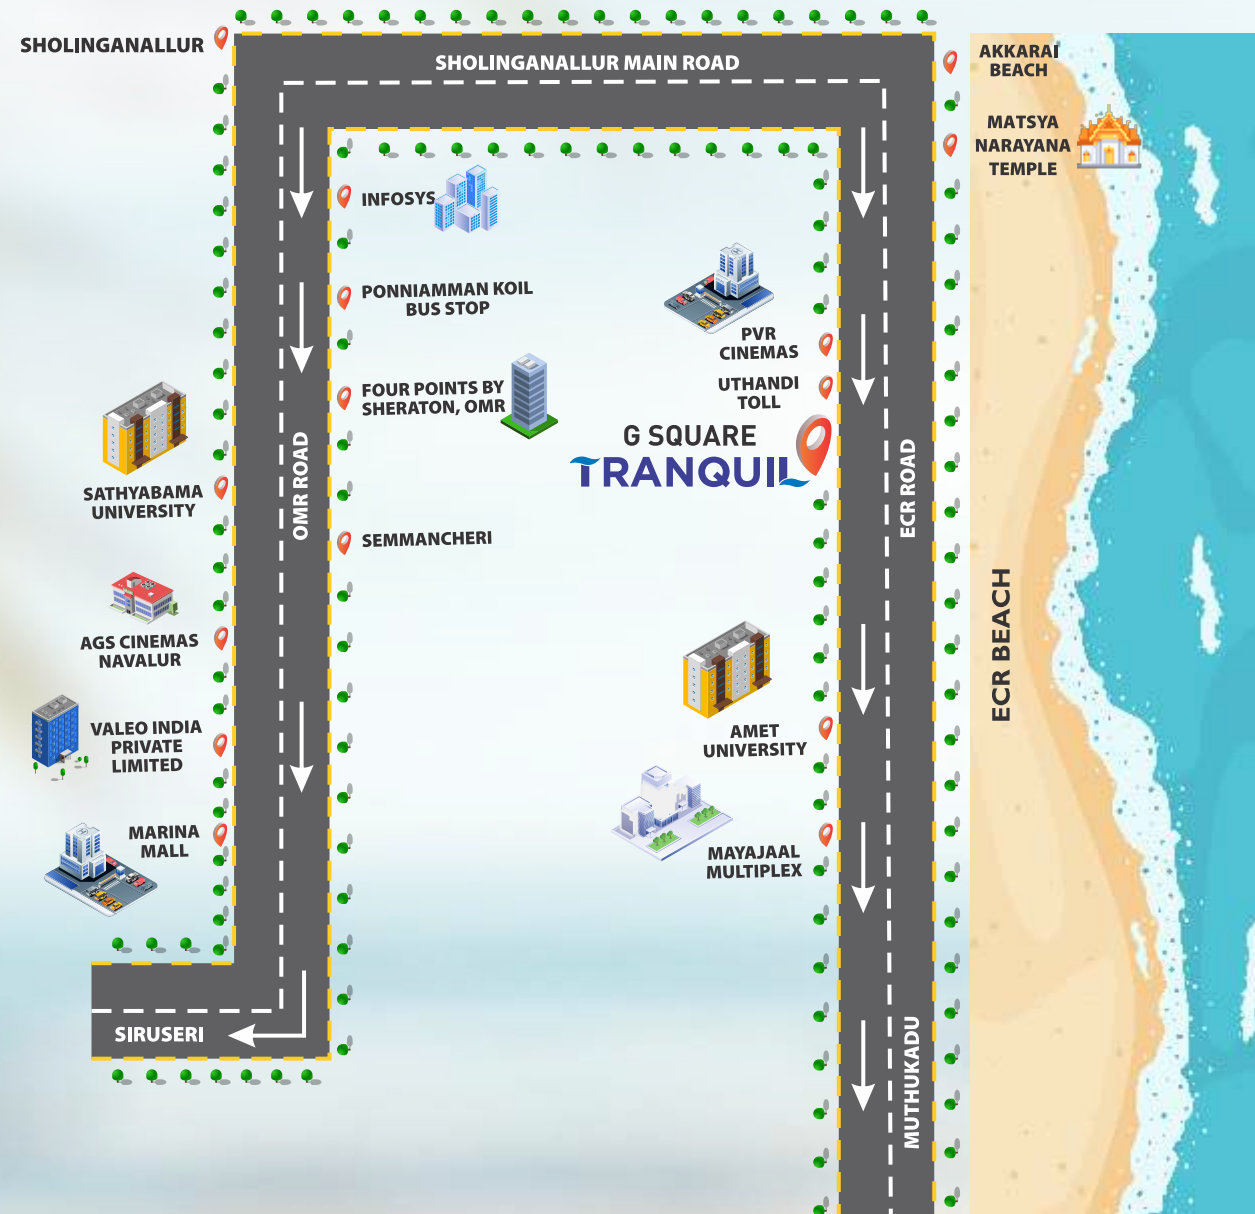 SHOLINGANALLUR
SHOLINGANALLUR MAIN ROAD
AKKARAI
BEACH
MATSYA
NARAYANA
TEMPLE
INFOSYS
PONNIAMMAN KOIL
BUS STOP
PVR
CINEMAS
FOUR POINTS BY
SHERATON, OMR
UTHANDI
TOLL
G SQUARE
TRANQUIL
OMR ROAD
ECR ROAD
SATHYABAMA
UNIVERSITY
SEMMANCHERI
ECR BEACH
AGS CINEMAS
NAVALUR
VALEO INDIA
PRIVATE
LIMITED
AMET
UNIVERSITY
MARINA
MALL
MAYAJAAL
MULTIPLEX
SIRUSERI
MUTHUKADU